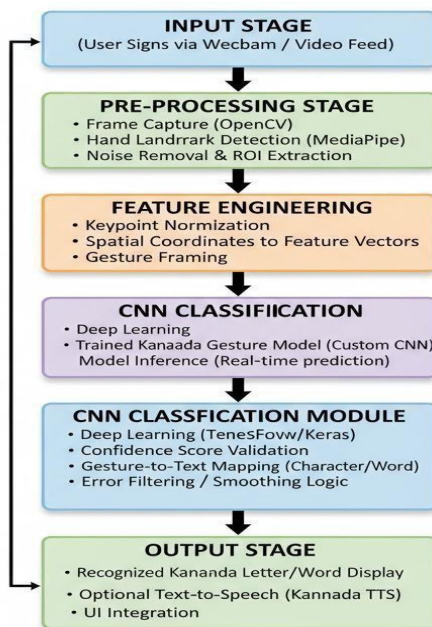 INPUT STAGE
(User Signs via Wecbam / Video Feed)
PRE-PROCESSING STAGE
• Frame Capture (OpenCV)
• Hand Landrmark Detection (MediaPipe)
• Noise Removal & ROI Extraction
FEATURE ENGINEERING
• Keypoint Normization
• Spatial Coordinates to Feature Vectors
• Gesture Framing
CNN CLASSIFICATION
• Deep Learning
• Trained Kanaada Gesture Model (Custom CNN)
Model Inference (Real-time prediction)
CNN CLASSFICATION MODULE
• Deep Learning (TenesFoww/Keras)
• Confidence Score Validation
• Gesture-to-Text Mapping (Character/Word)
• Error Filtering / Smoothing Logic
OUTPUT STAGE
• Recognized Kananda Letter/Word Display
• Optional Text-to-Speech (Kannada TTS)
• UI Integration